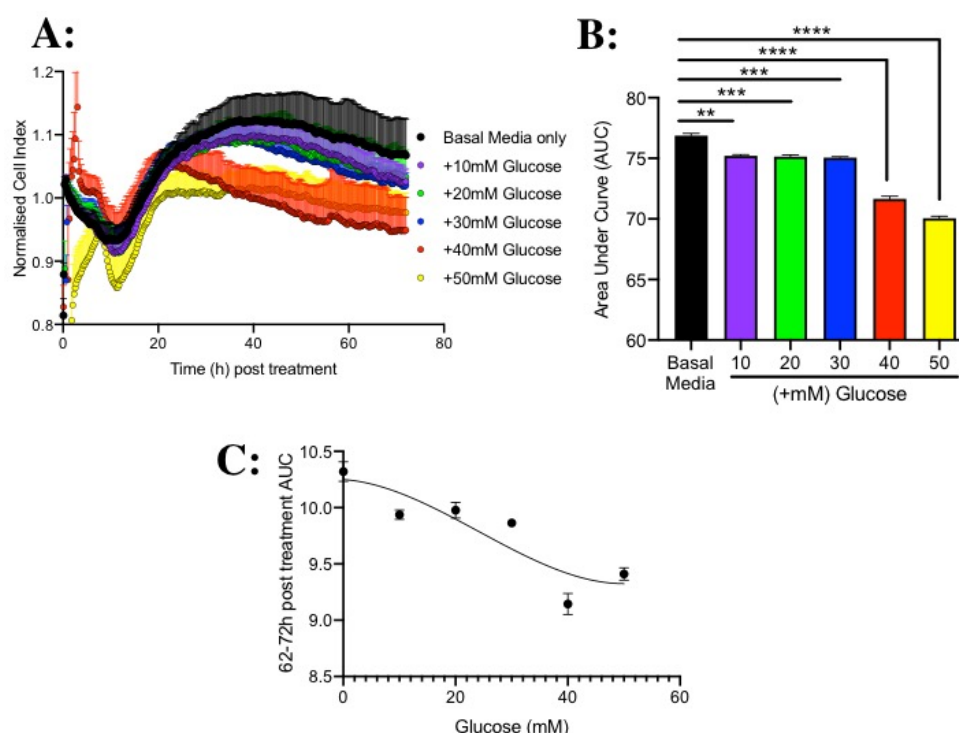 A:
Normalised Cell Index
1.2
1.1
1.0
0.9
0.8
0
20
40
60
80
Time (h) post treatment
Basal Media only
+10mM Glucose
+20mM Glucose
+30mM Glucose
+40mM Glucose
+50mM Glucose
B:
Area Under Curve (AUC)
80
75
70
65
60
****
****
***
***
**
Basal
Media
10
20
30
40
50
(+mM) Glucose
C:
62-72h post treatment AUC
10.5
10.0
9.5
9.0
8.5
0
20
40
60
Glucose (mM)